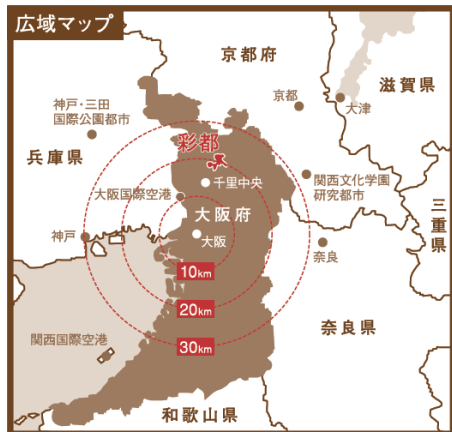 広域マップ
京都府
滋賀県
京都
大津
神戸・三田
国際公園都市
彩都
兵庫県
千里中央
関西文化学園
研究都市
大阪国際空港
三重県
大阪府
神戸
大阪
奈良
10km
20km
奈良県
関西国際空港
30km
和歌山県